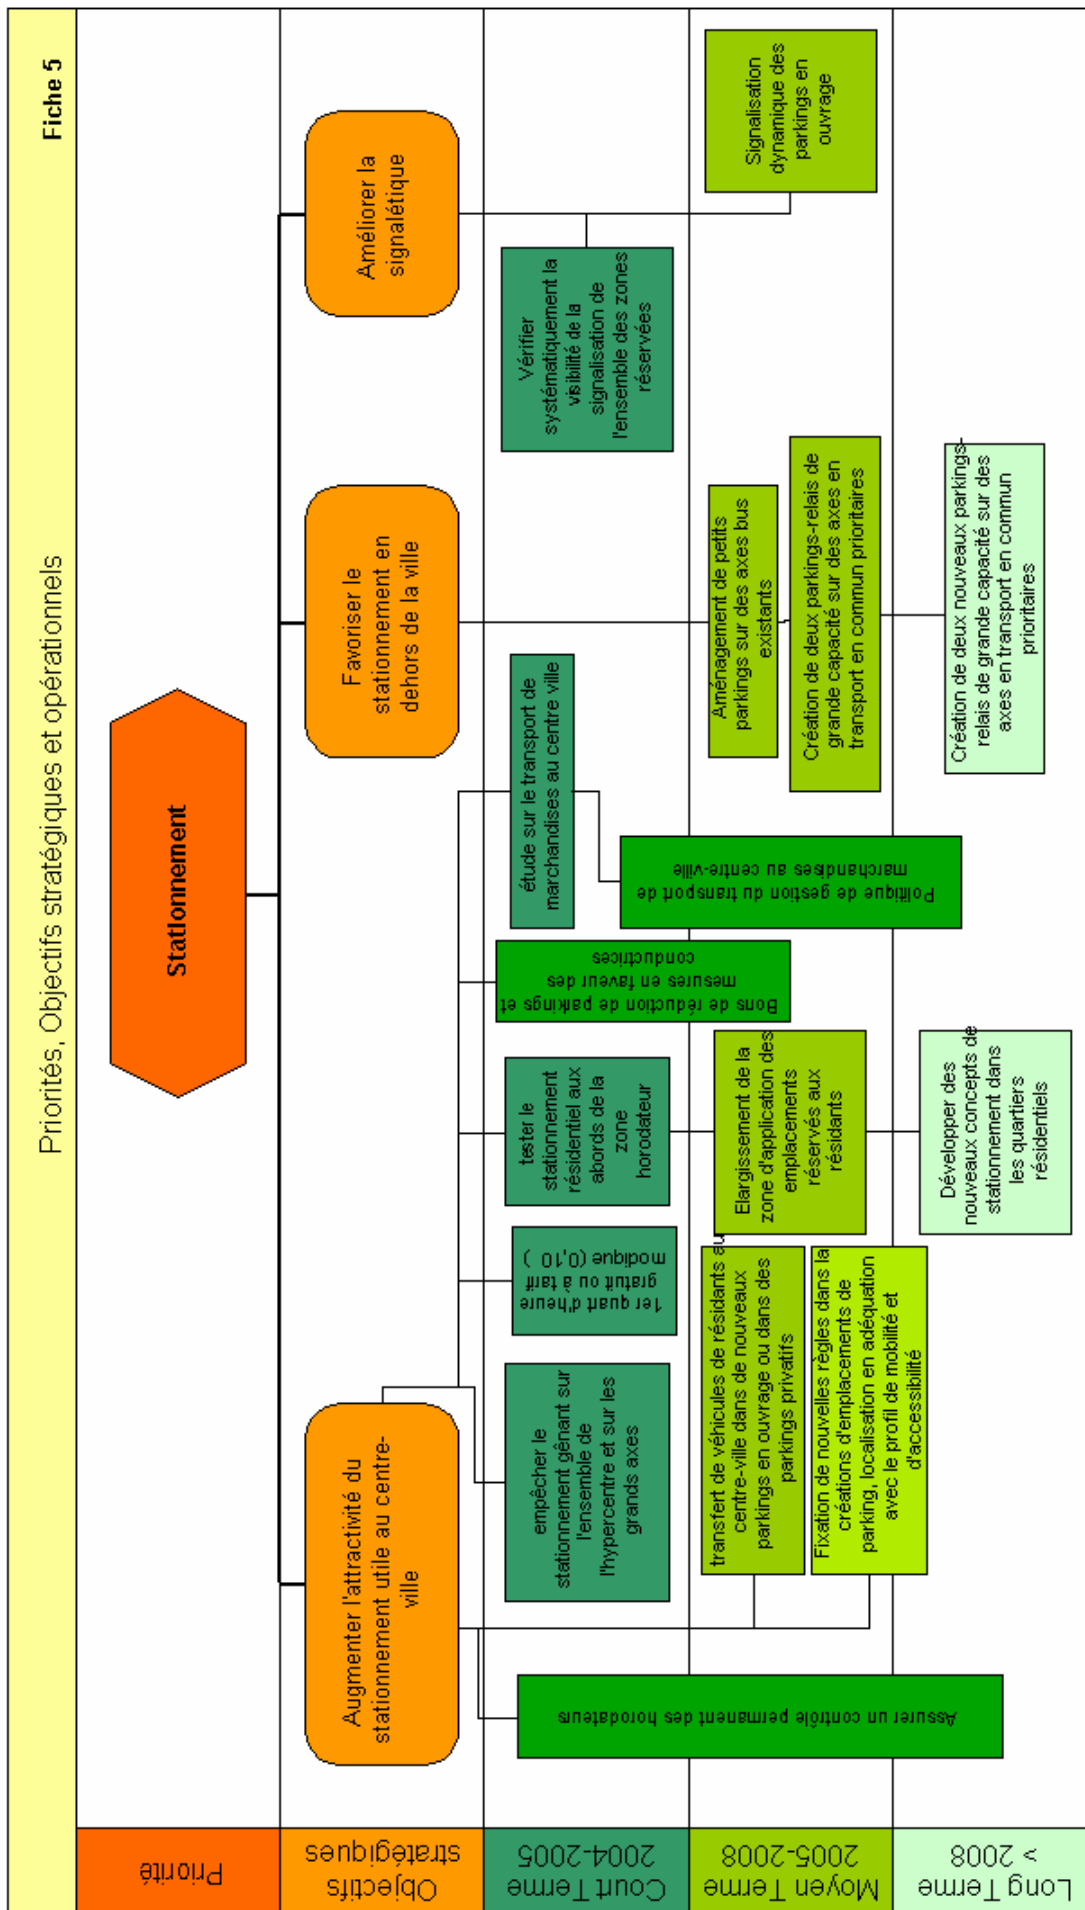 Priorités, Objectifs stratégiques et opérationnels
Fiche 5
Priorité
Stationnement
Objectifs
stratégiques
Augmenter l'attractivité du
stationnement utile au centre-
ville
Favoriser le
stationnement en
dehors de la ville
Améliorer la
signalétique
Court Terme
2004-2005
Assurer un contrôle permanent des horodateurs
empêcher le
stationnement gênant sur
l'ensemble de
l'hypercentre et sur les
grands axes
1er quart d'heure
gratuit ou à tarif
modique (0,10 )
tester le
stationnement
résidentiel aux
abords de la
zone
horodateur
Bons de réduction de parkings et
mesures en faveur des
conductrices
étude sur le transport de
marchandises au centre ville
Politique de gestion du transport de
marchandises au centre-ville
Vérifier
systématiquement la
visibilité de la
signalisation de
l'ensemble des zones
réservées
Moyen Terme
2005-2008
transfert de véhicules de résidants au
centre-ville dans de nouveaux
parkings en ouvrage ou dans des
parkings privatifs
Fixation de nouvelles règles dans la
créations d'emplacements de
parking, localisation en adéquation
avec le profil de mobilité et
d'accessibilité
Elargissement de la
zone d'application des
emplacements
réservés aux
résidants
Aménagement de petits
parkings sur des axes bus
existants
Création de deux parkings-relais de
grande capacité sur des axes en
transport en commun prioritaires
Signalisation
dynamique des
parkings en
ouvrage
Long Terme
> 2008
Développer des
nouveaux concepts de
stationnement dans
les quartiers
résidentiels
Création de deux nouveaux parkings-
relais de grande capacité sur des
axes en transport en commun
prioritaires